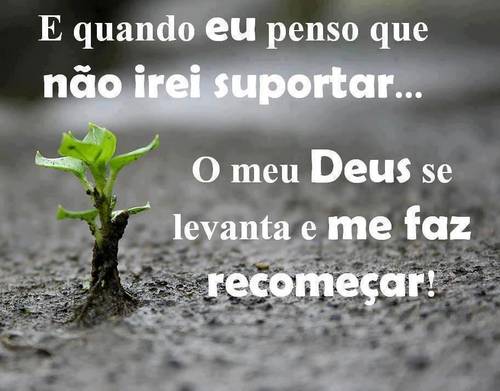 E quando eu penso que
não irei suportar...
O meu Deus se
levanta e me faz
recomeçar!